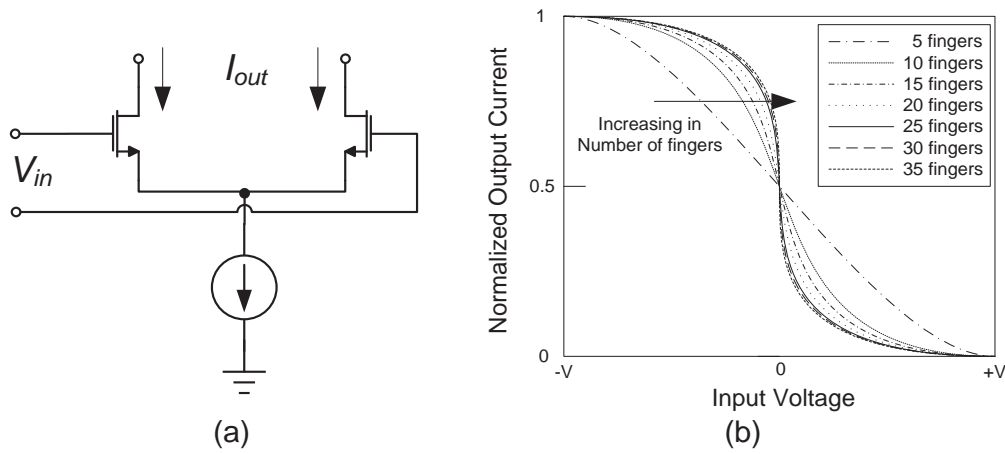 I_out
V_in
(a)
Normalized Output Current
1
0.5
0
5 fingers
10 fingers
15 fingers
20 fingers
25 fingers
30 fingers
35 fingers
Increasing in
Number of fingers
-V
0
+V
Input Voltage
(b)